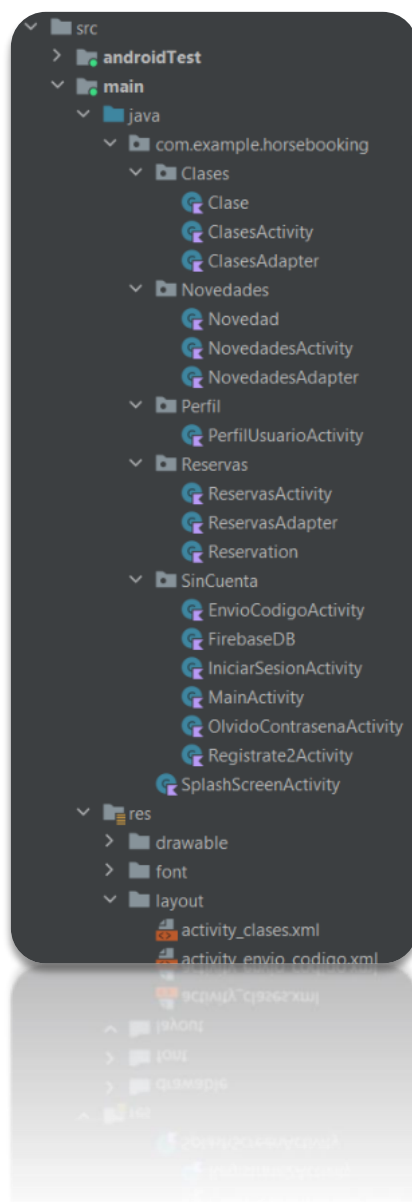 src
androidTest
main
java
com.example.horsebooking
Clases
Clase
ClasesActivity
ClasesAdapter
Novedades
Novedad
NovedadesActivity
NovedadesAdapter
Perfil
PerfilUsuarioActivity
Reservas
ReservasActivity
ReservasAdapter
Reservation
SinCuenta
EnvioCodigoActivity
FirebaseDB
IniciarSesionActivity
MainActivity
OlvidoContrasenaActivity
Registrate2Activity
SplashScreenActivity
res
drawable
font
layout
activity_clases.xml
activity_envio_codigo.xml